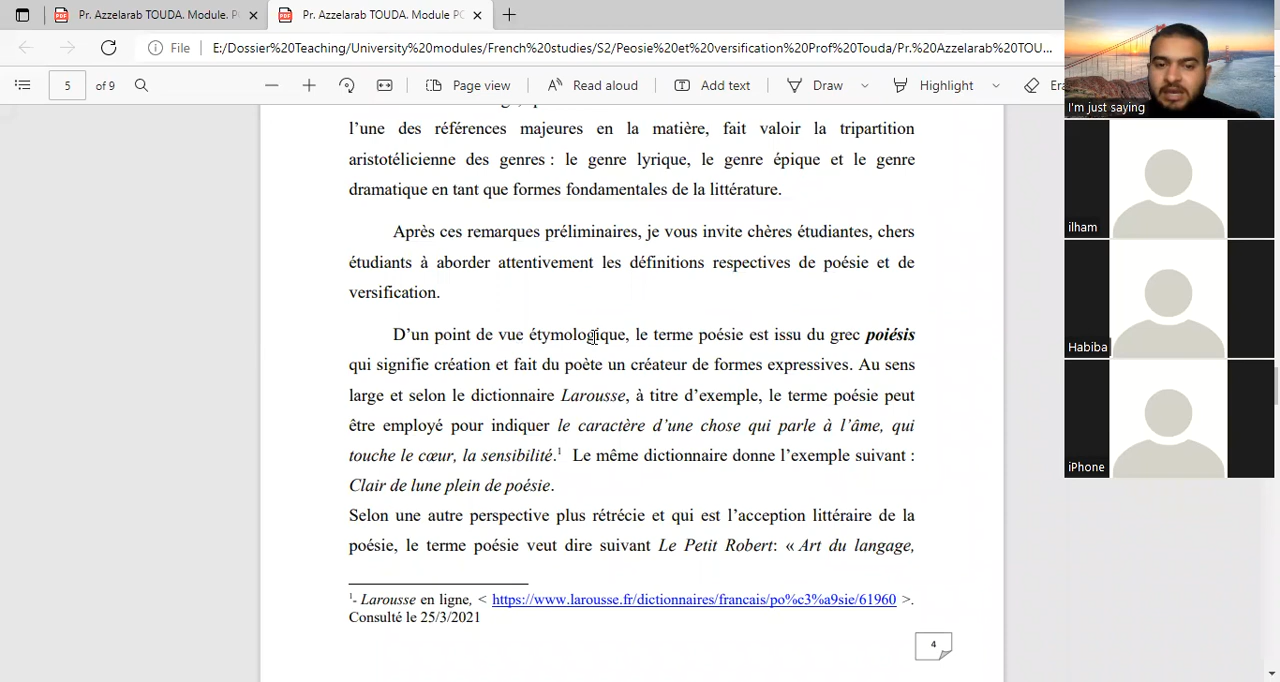 Pr. Azzelarab TOUDA. Module. P
Pr. Azzelarab TOUDA. Module PO
File
E:/Dossier%20Teaching/University%20modules/French%20studies/S2/Peosie%20et%20versification%20Prof%20Touda/Pr.%20Azzelarab%20TOU...
5 of 9
Page view
Read aloud
Add text
Draw
Highlight
I'm just saying
ilham
Habiba
iPhone
l'une des références majeures en la matière, fait valoir la tripartition
aristotélicienne des genres : le genre lyrique, le genre épique et le genre
dramatique en tant que formes fondamentales de la littérature.
Après ces remarques préliminaires, je vous invite chères étudiantes, chers
étudiants à aborder attentivement les définitions respectives de poésie et de
versification.
D'un point de vue étymologique, le terme poésie est issu du grec poiésis
qui signifie création et fait du poète un créateur de formes expressives. Au sens
large et selon le dictionnaire Larousse, à titre d'exemple, le terme poésie peut
être employé pour indiquer le caractère d'une chose qui parle à l'âme, qui
touche le cœur, la sensibilité.1 Le même dictionnaire donne l'exemple suivant :
Clair de lune plein de poésie.
Selon une autre perspective plus rétrécie et qui est l'acception littéraire de la
poésie, le terme poésie veut dire suivant Le Petit Robert: « Art du langage,
1- Larousse en ligne, < https://www.larousse.fr/dictionnaires/francais/po%c3%a9sie/61960 >.
Consulté le 25/3/2021
4